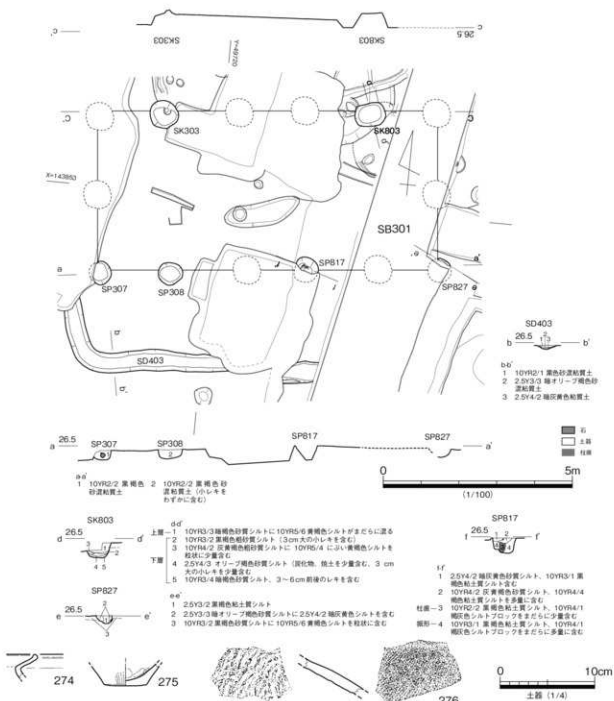 c'
26.5 c
SK303
SK803
Y=49720
c'
c
SK303
SK803
d
d'
X=143853
SB301
a
SP307
SP308
SP817
SP827
a'
b
SD403
b'
SD403
26.5
b b'
b-b'
1 10YR2/1 黒色砂混粘質土
2 2.5Y3/3 暗オリーブ褐色砂混粘質土
3 2.5Y4/2 暗灰黄色粘質土
石
土器
柱痕
a 26.5 SP307 SP308 SP817 SP827 a'
0 5m
(1/100)
a-a'
1 10YR2/2 黒褐色砂混粘質土
2 10YR2/2 黒褐色砂混粘質土(小レキをわずかに含む)
SK803
26.5
d d'
d-d'
上層 1 10YR3/3 暗褐色砂質シルトに10YR5/6 黄褐色シルトがまだらに混る
2 10YR3/2 黒褐色粗砂質シルト(3cm大の小レキを含む)
3 10YR4/2 灰黄褐色粗砂質シルトに10YR5/4 にぶい黄褐色シルトを粒状に少量含む
下層
4 2.5Y4/3 オリーブ褐色砂質シルト(炭化物、焼土を少量含む、3 cm大の小レキを少量含む)
5 10YR3/4 暗褐色砂質シルト、3~6cm 前後のレキを含む
SP827
26.5
e e'
e-e'
1 2.5Y3/2 黒褐色粘土質シルト
2 2.5Y3/3 暗オリーブ褐色砂質シルトに2.5Y4/2 暗灰黄色シルトを含む
3 10YR3/2 黒褐色砂質シルトに10YR5/6 黄褐色シルトを粒状に含む
SP817
26.5
f f'
f-f'
1 2.5Y4/2 暗灰黄色砂質シルト、10YR3/1 黒褐色粘土質シルト含む
2 10YR4/2 灰黄褐色砂質シルト、10YR4/4 褐色粘土質シルトを多量に含む
柱痕 3 10YR2/2 黒褐色粘土質シルト、10YR4/1 褐灰色シルトブロックをまだらに少量含む
掘形 4 10YR3/1 黒褐色粘土質シルト、10YR4/1 褐灰色シルトブロックをまだらに多量に含む
274
275
276
0 10cm
土器(1/4)